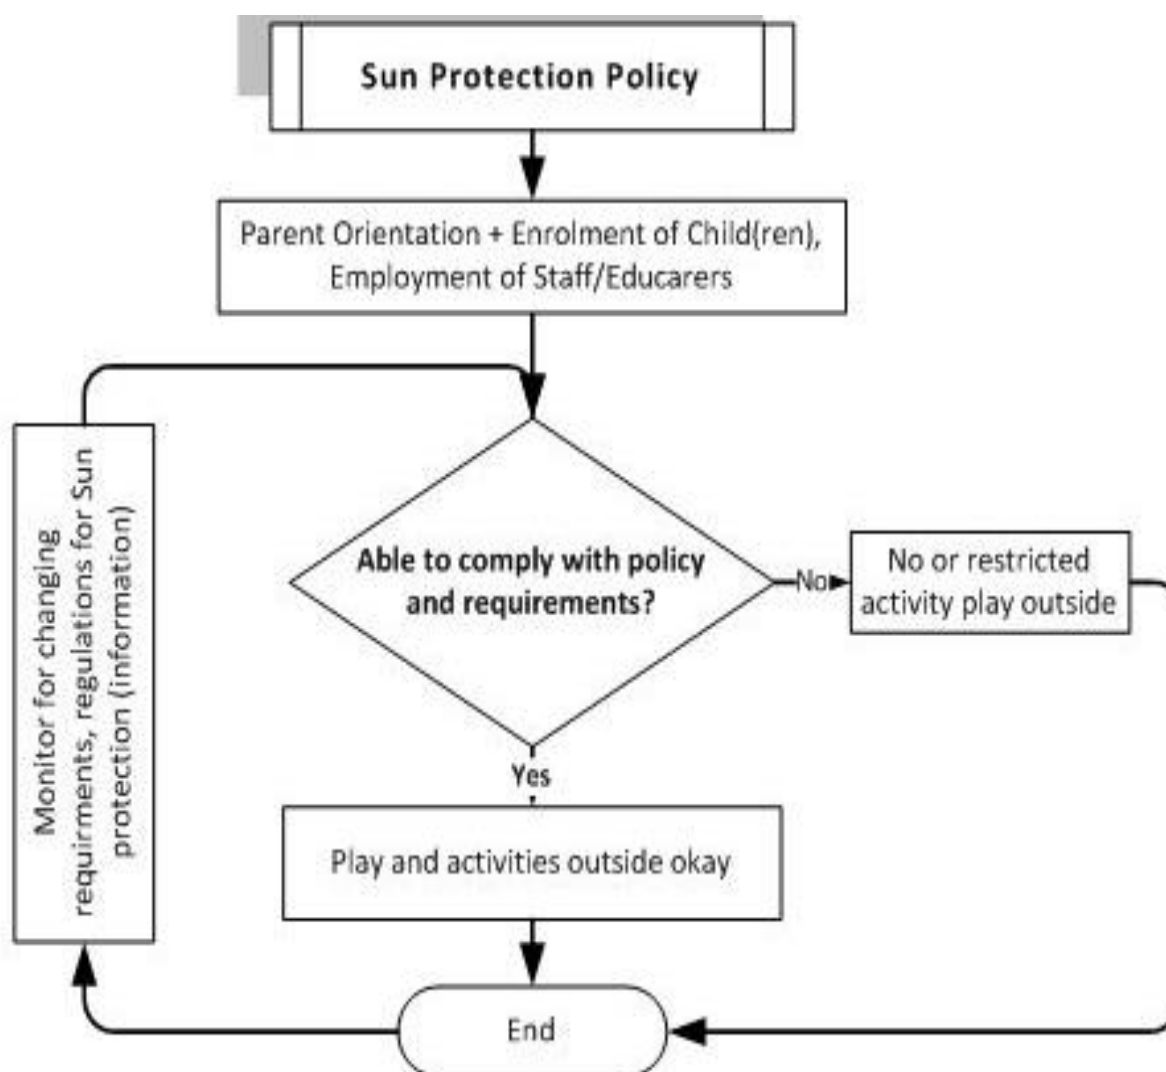 Sun Protection Policy
Parent Orientation + Enrolment of Child(ren),
Employment of Staff/Educarers
Able to comply with policy
and requirements?
No
No or restricted
activity play outside
Yes
Play and activities outside okay
End
Monitor for changing
requirments, regulations for Sun
protection (information)